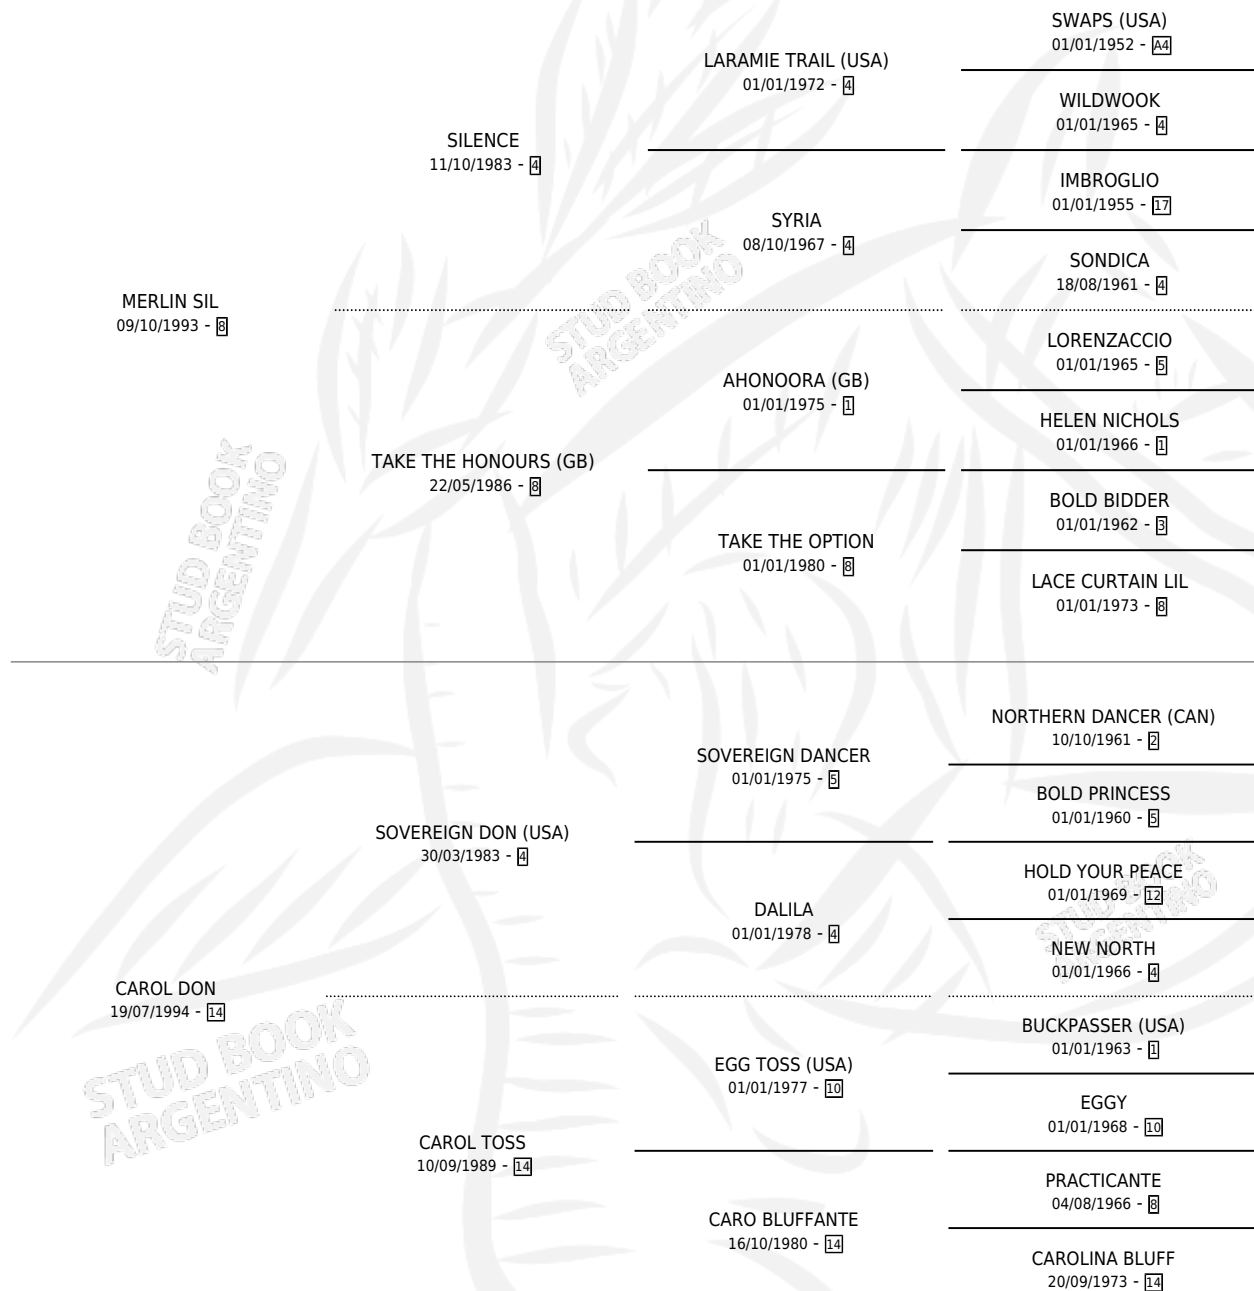 SWAPS (USA)
01/01/1952 - A4
LARAMIE TRAIL (USA)
01/01/1972 - 4
WILDWOOK
01/01/1965 - 4
SILENCE
11/10/1983 - 4
IMBROGLIO
01/01/1955 - 17
SYRIA
08/10/1967 - 4
SONDICA
18/08/1961 - 4
MERLIN SIL
09/10/1993 - 8
LORENZACCIO
01/01/1965 - 5
AHONOORA (GB)
01/01/1975 - 1
HELEN NICHOLS
01/01/1966 - 1
TAKE THE HONOURS (GB)
22/05/1986 - 8
BOLD BIDDER
01/01/1962 - 3
TAKE THE OPTION
01/01/1980 - 8
LACE CURTAIN LIL
01/01/1973 - 8
NORTHERN DANCER (CAN)
10/10/1961 - 2
SOVEREIGN DANCER
01/01/1975 - 5
BOLD PRINCESS
01/01/1960 - 5
SOVEREIGN DON (USA)
30/03/1983 - 4
HOLD YOUR PEACE
01/01/1969 - 12
DALILA
01/01/1978 - 4
NEW NORTH
01/01/1966 - 4
CAROL DON
19/07/1994 - 14
BUCKPASSER (USA)
01/01/1963 - 1
EGG TOSS (USA)
01/01/1977 - 10
EGGY
01/01/1968 - 10
CAROL TOSS
10/09/1989 - 14
PRACTICANTE
04/08/1966 - 8
CARO BLUFFANTE
16/10/1980 - 14
CAROLINA BLUFF
20/09/1973 - 14
STUD BOOK
ARGENTINO
STUD BOOK
ARGENTINO
STUD BOOK
ARGENTINO
STUD BOOK
ARGENTINO